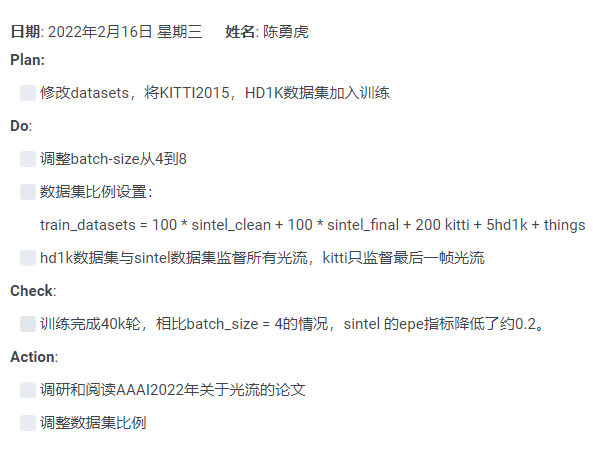 日期: 2022年2月16日 星期三 姓名: 陈勇虎
Plan:
修改datasets，将KITTI2015，HD1K数据集加入训练
Do:
调整batch-size从4到8
数据集比例设置：
train_datasets = 100 * sintel_clean + 100 * sintel_final + 200 kitti + 5hd1k + things
hd1k数据集与sintel数据集监督所有光流，kitti只监督最后一帧光流
Check:
训练完成40k轮，相比batch_size = 4的情况，sintel 的epe指标降低了约0.2。
Action:
调研和阅读AAAI2022年关于光流的论文
调整数据集比例